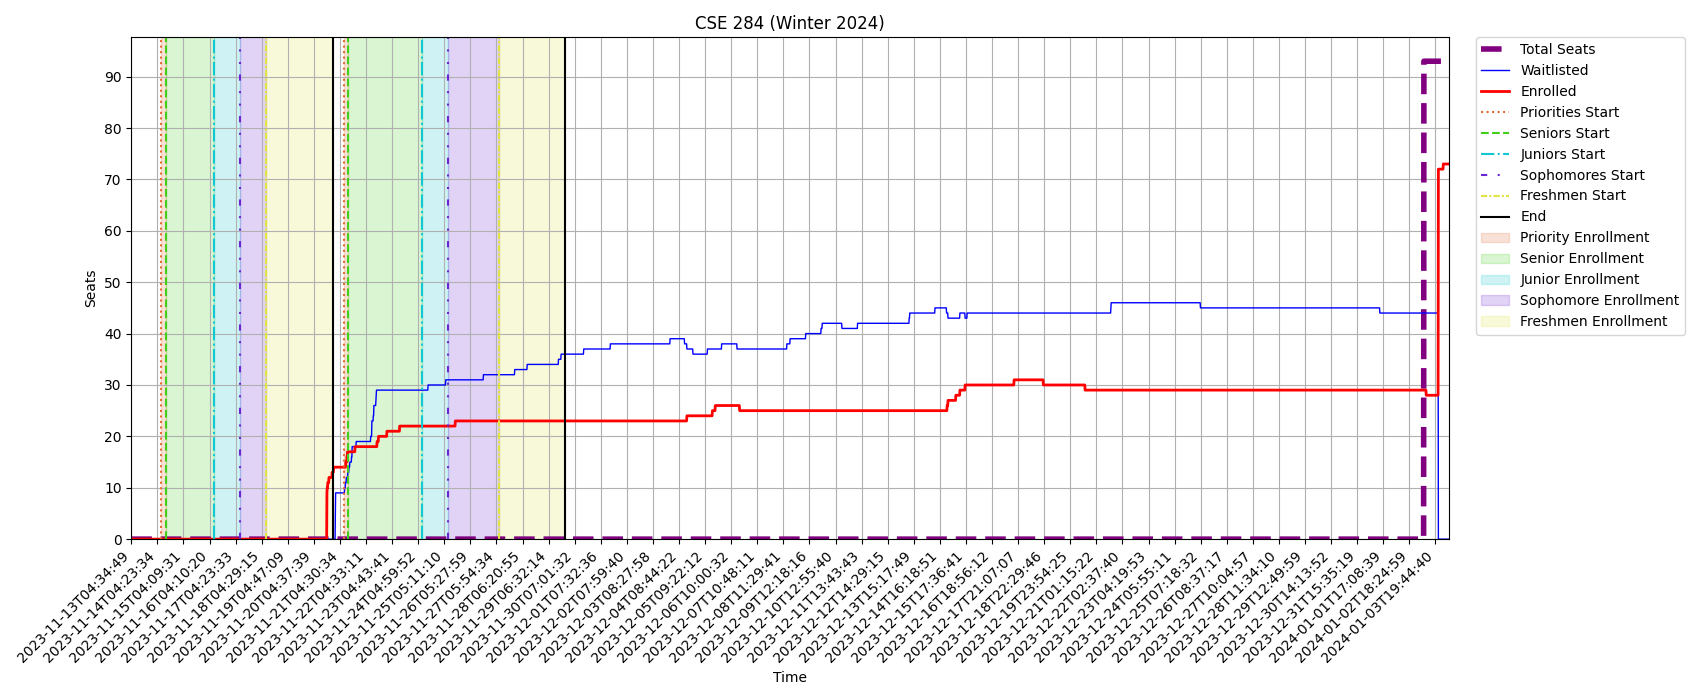 CSE 284 (Winter 2024)
Seats
90
80
70
60
50
40
30
20
10
0
2023-11-13T04:34:49
2023-11-14T04:23:34
2023-11-15T04:09:31
2023-11-16T04:10:20
2023-11-17T04:23:33
2023-11-18T04:29:15
2023-11-19T04:47:09
2023-11-20T04:37:39
2023-11-21T04:30:34
2023-11-22T04:33:11
2023-11-23T04:43:41
2023-11-24T04:59:52
2023-11-25T05:11:10
2023-11-26T05:27:59
2023-11-27T05:54:34
2023-11-28T06:20:55
2023-11-29T06:32:14
2023-11-30T07:01:32
2023-12-01T07:32:36
2023-12-02T07:59:40
2023-12-03T08:27:58
2023-12-04T08:44:22
2023-12-05T09:22:12
2023-12-06T10:00:32
2023-12-07T10:48:11
2023-12-08T11:29:41
2023-12-09T12:18:16
2023-12-10T12:55:40
2023-12-11T13:43:43
2023-12-12T14:29:15
2023-12-13T15:17:49
2023-12-14T16:18:51
2023-12-15T17:36:41
2023-12-16T18:56:12
2023-12-17T21:07:07
2023-12-18T22:29:46
2023-12-19T23:54:25
2023-12-21T01:15:22
2023-12-22T02:37:40
2023-12-23T04:19:53
2023-12-24T05:55:11
2023-12-25T07:18:32
2023-12-26T08:37:17
2023-12-27T10:04:57
2023-12-28T11:34:10
2023-12-29T12:49:59
2023-12-30T14:13:52
2023-12-31T15:35:19
2024-01-01T17:08:39
2024-01-02T18:24:59
2024-01-03T19:44:40
Time
Total Seats
Waitlisted
Enrolled
Priorities Start
Seniors Start
Juniors Start
Sophomores Start
Freshmen Start
End
Priority Enrollment
Senior Enrollment
Junior Enrollment
Sophomore Enrollment
Freshmen Enrollment